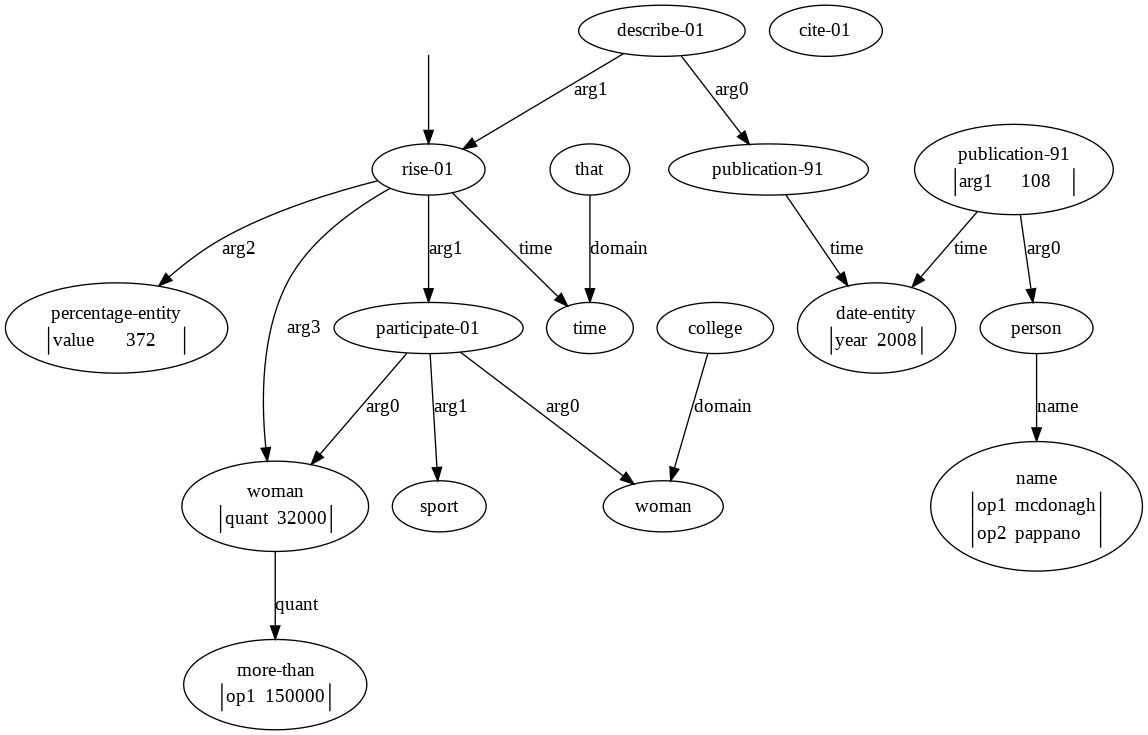 describe-01
cite-01
arg1
arg0
rise-01
that
publication-91
publication-91
arg1 108
arg2
arg1
time
domain
time
time
arg0
percentage-entity
value 372
arg3
participate-01
time
college
date-entity
year 2008
person
arg0
arg1
arg0
domain
name
woman
quant 32000
sport
woman
name
op1 mcdonagh
op2 pappano
quant
more-than
op1 150000